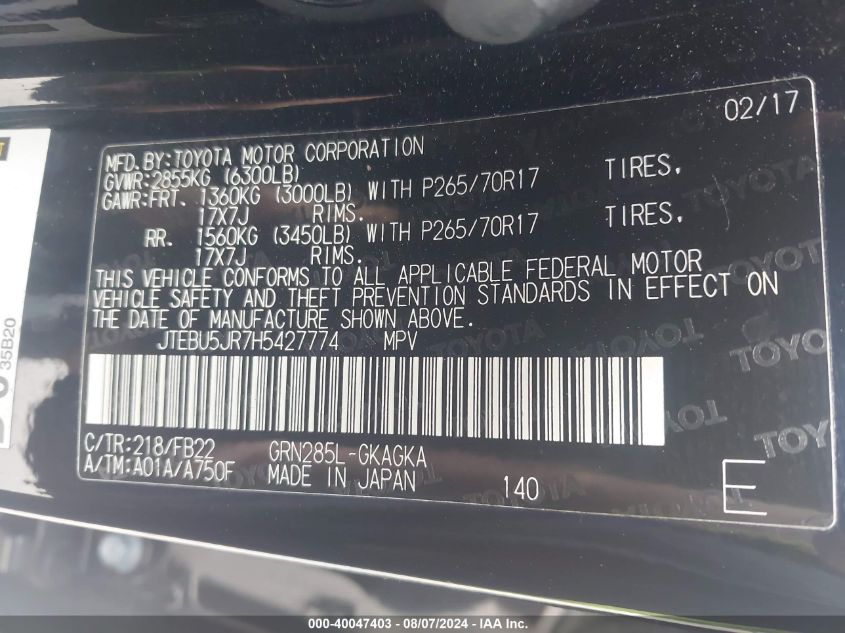 02/17
MFD.BY:TOYOTA MOTOR CORPORATION
GVWR:2855KG (6300LB)
GAWR:FRT. 1360KG (3000LB) WITH P265/70R17 TIRES,
17X7J RIMS.
RR. 1560KG (3450LB) WITH P265/70R17 TIRES,
17X7J RIMS.
THIS VEHICLE CONFORMS TO ALL APPLICABLE FEDERAL MOTOR
VEHICLE SAFETY AND THEFT PREVENTION STANDARDS IN EFFECT ON
THE DATE OF MANUFACTURE SHOWN ABOVE.
JTEBU5JR7H5427774 MPV
C/TR:218/FB22 GRN285L-GKAGKA
A/TM:A01A/A750F MADE IN JAPAN 140 E
35B20
TOYOTA
000-40047403 - 08/07/2024 - IAA Inc.